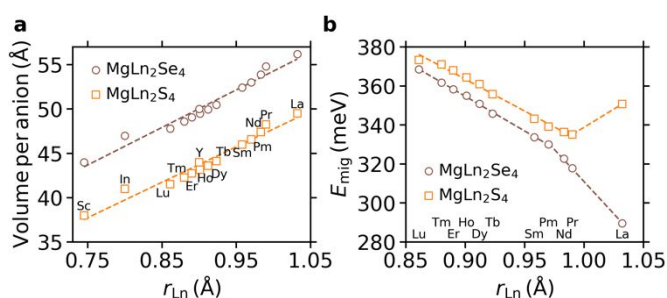 a
Volume per anion (Å)
55
50
45
40
35
MgLn₂Se₄
MgLn₂S₄
Sc
In
Lu
Tm
Er
Y
Ho
Dy
Tb
Sm
Nd
Pm
Pr
La
0.75 0.85 0.95 1.05
r_Ln (Å)
b
E_mig (meV)
380
360
340
320
300
280
MgLn₂Se₄
MgLn₂S₄
Tm Ho Tb Pm Pr
Lu Er Dy Sm Nd La
0.85 0.90 0.95 1.00 1.05
r_Ln (Å)